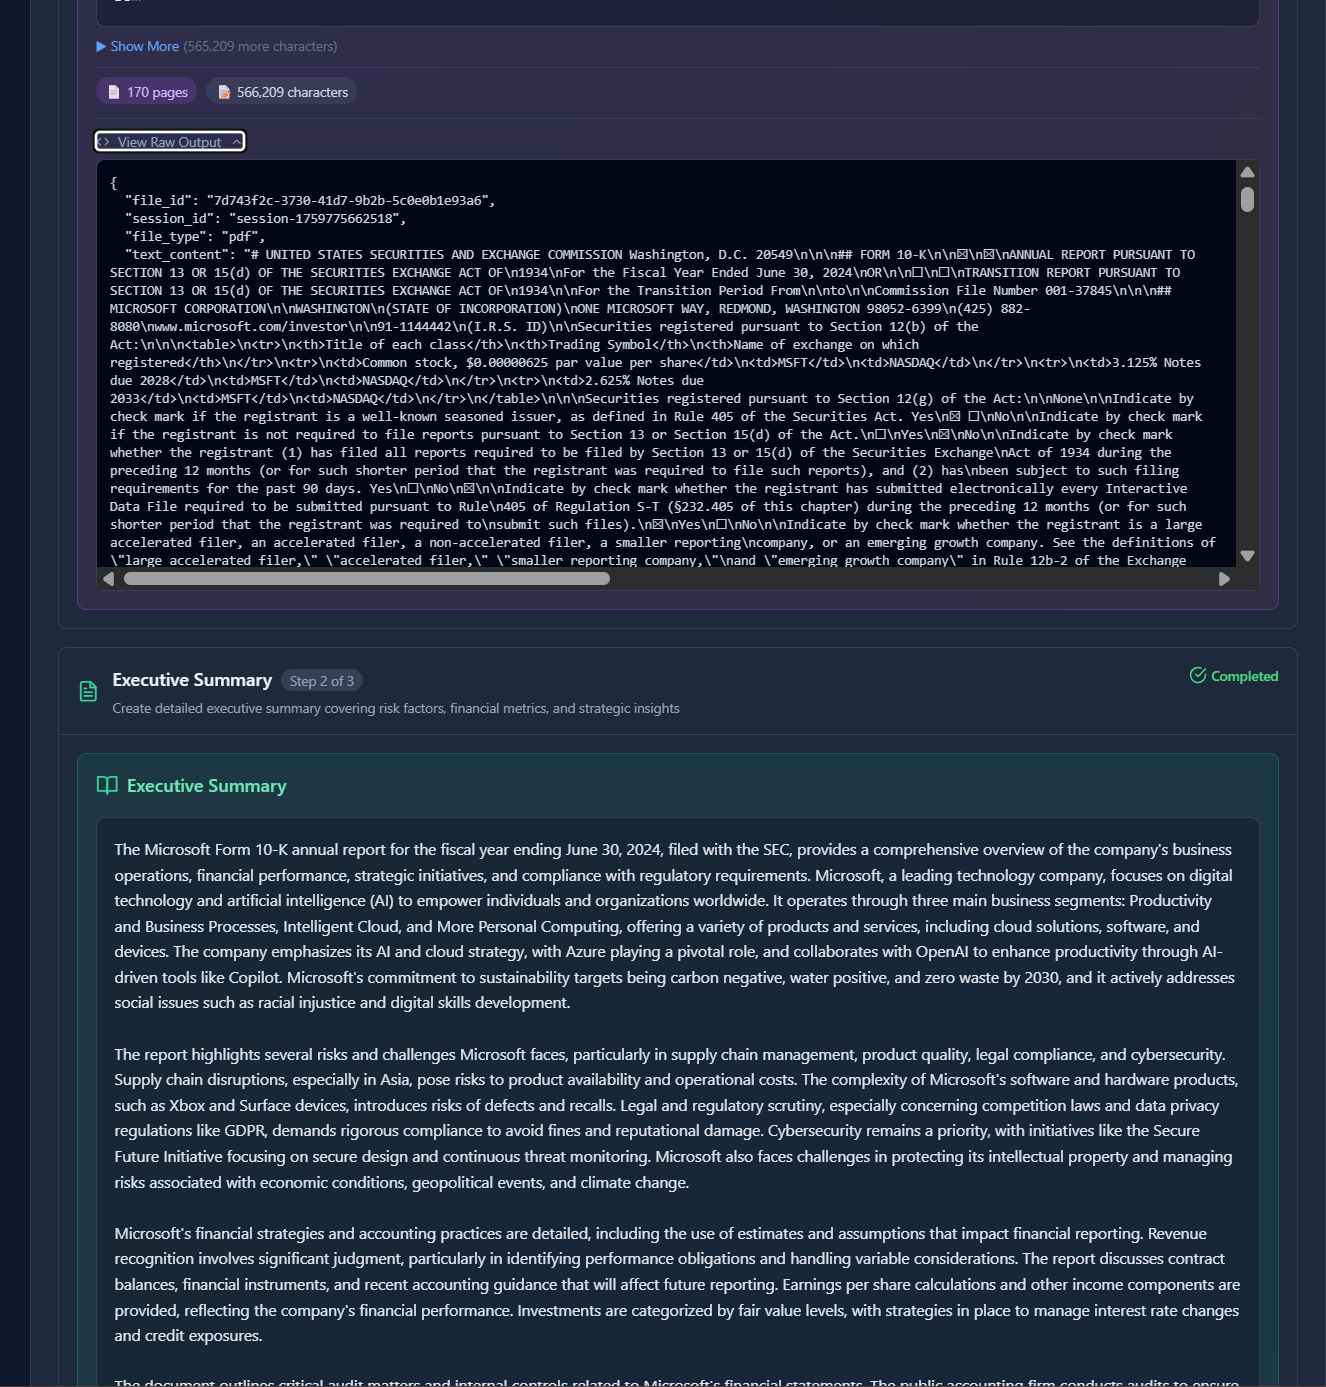 ▶ Show More (565,209 more characters)
170 pages
566,209 characters
<> View Raw Output
{
"file_id": "7d743f2c-3730-41d7-9b2b-5c0e0b1e93a6",
"session_id": "session-1759775662518",
"file_type": "pdf",
"text_content": "# UNITED STATES SECURITIES AND EXCHANGE COMMISSION Washington, D.C. 20549\n\n\n## FORM 10-K\n\n☒\n☒\nANNUAL REPORT PURSUANT TO
SECTION 13 OR 15(d) OF THE SECURITIES EXCHANGE ACT OF\n1934\nFor the Fiscal Year Ended June 30, 2024\nOR\n\n☐\n☐\nTRANSITION REPORT PURSUANT TO
SECTION 13 OR 15(d) OF THE SECURITIES EXCHANGE ACT OF\n1934\n\nFor the Transition Period From\n\nto\n\nCommission File Number 001-37845\n\n\n##
MICROSOFT CORPORATION\n\nWASHINGTON\n(STATE OF INCORPORATION)\nONE MICROSOFT WAY, REDMOND, WASHINGTON 98052-6399\n(425) 882-
8080\nwww.microsoft.com/investor\n\n91-1144442\n(I.R.S. ID)\n\nSecurities registered pursuant to Section 12(b) of the
Act:\n\n\n<table>\n<tr>\n<th>Title of each class</th>\n<th>Trading Symbol</th>\n<th>Name of exchange on which
registered</th>\n</tr>\n<tr>\n<td>Common stock, $0.00000625 par value per share</td>\n<td>MSFT</td>\n<td>NASDAQ</td>\n</tr>\n<tr>\n<td>3.125% Notes
due 2028</td>\n<td>MSFT</td>\n<td>NASDAQ</td>\n</tr>\n<tr>\n<td>2.625% Notes due
2033</td>\n<td>MSFT</td>\n<td>NASDAQ</td>\n</tr>\n</table>\n\n\nSecurities registered pursuant to Section 12(g) of the Act:\n\nNone\n\nIndicate by
check mark if the registrant is a well-known seasoned issuer, as defined in Rule 405 of the Securities Act. Yes\n☒ ☐\nNo\n\nIndicate by check mark
if the registrant is not required to file reports pursuant to Section 13 or Section 15(d) of the Act.\n☐\nYes\n☒\nNo\n\nIndicate by check mark
whether the registrant (1) has filed all reports required to be filed by Section 13 or 15(d) of the Securities Exchange\nAct of 1934 during the
preceding 12 months (or for such shorter period that the registrant was required to file such reports), and (2) has\nbeen subject to such filing
requirements for the past 90 days. Yes\n☐\nNo\n☒\n\nIndicate by check mark whether the registrant has submitted electronically every Interactive
Data File required to be submitted pursuant to Rule\n405 of Regulation S-T (§232.405 of this chapter) during the preceding 12 months (or for such
shorter period that the registrant was required to\nsubmit such files).\n☒\nYes\n☐\nNo\n\nIndicate by check mark whether the registrant is a large
accelerated filer, an accelerated filer, a non-accelerated filer, a smaller reporting\ncompany, or an emerging growth company. See the definitions of
\"large accelerated filer,\" \"accelerated filer,\" \"smaller reporting company,\"\nand \"emerging growth company\" in Rule 12b-2 of the Exchange
Executive Summary Step 2 of 3
Completed
Create detailed executive summary covering risk factors, financial metrics, and strategic insights
Executive Summary
The Microsoft Form 10-K annual report for the fiscal year ending June 30, 2024, filed with the SEC, provides a comprehensive overview of the company's business
operations, financial performance, strategic initiatives, and compliance with regulatory requirements. Microsoft, a leading technology company, focuses on digital
technology and artificial intelligence (AI) to empower individuals and organizations worldwide. It operates through three main business segments: Productivity
and Business Processes, Intelligent Cloud, and More Personal Computing, offering a variety of products and services, including cloud solutions, software, and
devices. The company emphasizes its AI and cloud strategy, with Azure playing a pivotal role, and collaborates with OpenAI to enhance productivity through AI-
driven tools like Copilot. Microsoft's commitment to sustainability targets being carbon negative, water positive, and zero waste by 2030, and it actively addresses
social issues such as racial injustice and digital skills development.
The report highlights several risks and challenges Microsoft faces, particularly in supply chain management, product quality, legal compliance, and cybersecurity.
Supply chain disruptions, especially in Asia, pose risks to product availability and operational costs. The complexity of Microsoft's software and hardware products,
such as Xbox and Surface devices, introduces risks of defects and recalls. Legal and regulatory scrutiny, especially concerning competition laws and data privacy
regulations like GDPR, demands rigorous compliance to avoid fines and reputational damage. Cybersecurity remains a priority, with initiatives like the Secure
Future Initiative focusing on secure design and continuous threat monitoring. Microsoft also faces challenges in protecting its intellectual property and managing
risks associated with economic conditions, geopolitical events, and climate change.
Microsoft's financial strategies and accounting practices are detailed, including the use of estimates and assumptions that impact financial reporting. Revenue
recognition involves significant judgment, particularly in identifying performance obligations and handling variable considerations. The report discusses contract
balances, financial instruments, and recent accounting guidance that will affect future reporting. Earnings per share calculations and other income components are
provided, reflecting the company's financial performance. Investments are categorized by fair value levels, with strategies in place to manage interest rate changes
and credit exposures.
The document outlines critical audit matters and internal controls related to Microsoft's financial statements. The public accounting firm conducts audits to ensure